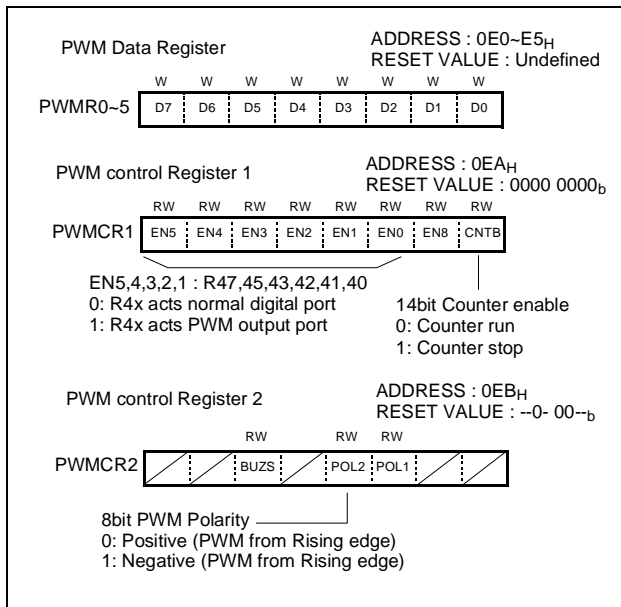 PWM Data Register
ADDRESS : 0E0~E5H
RESET VALUE : Undefined
W W W W W W W W
PWMR0~5 D7 D6 D5 D4 D3 D2 D1 D0
PWM control Register 1
ADDRESS : 0EAH
RESET VALUE : 0000 0000b
RW RW RW RW RW RW RW RW
PWMCR1 EN5 EN4 EN3 EN2 EN1 EN0 EN8 CNTB
EN5,4,3,2,1 : R47,45,43,42,41,40
0: R4x acts normal digital port
1: R4x acts PWM output port
14bit Counter enable
0: Counter run
1: Counter stop
PWM control Register 2
ADDRESS : 0EBH
RESET VALUE : --0- 00--b
RW RW RW
PWMCR2 BUZS POL2 POL1
8bit PWM Polarity
0: Positive (PWM from Rising edge)
1: Negative (PWM from Rising edge)